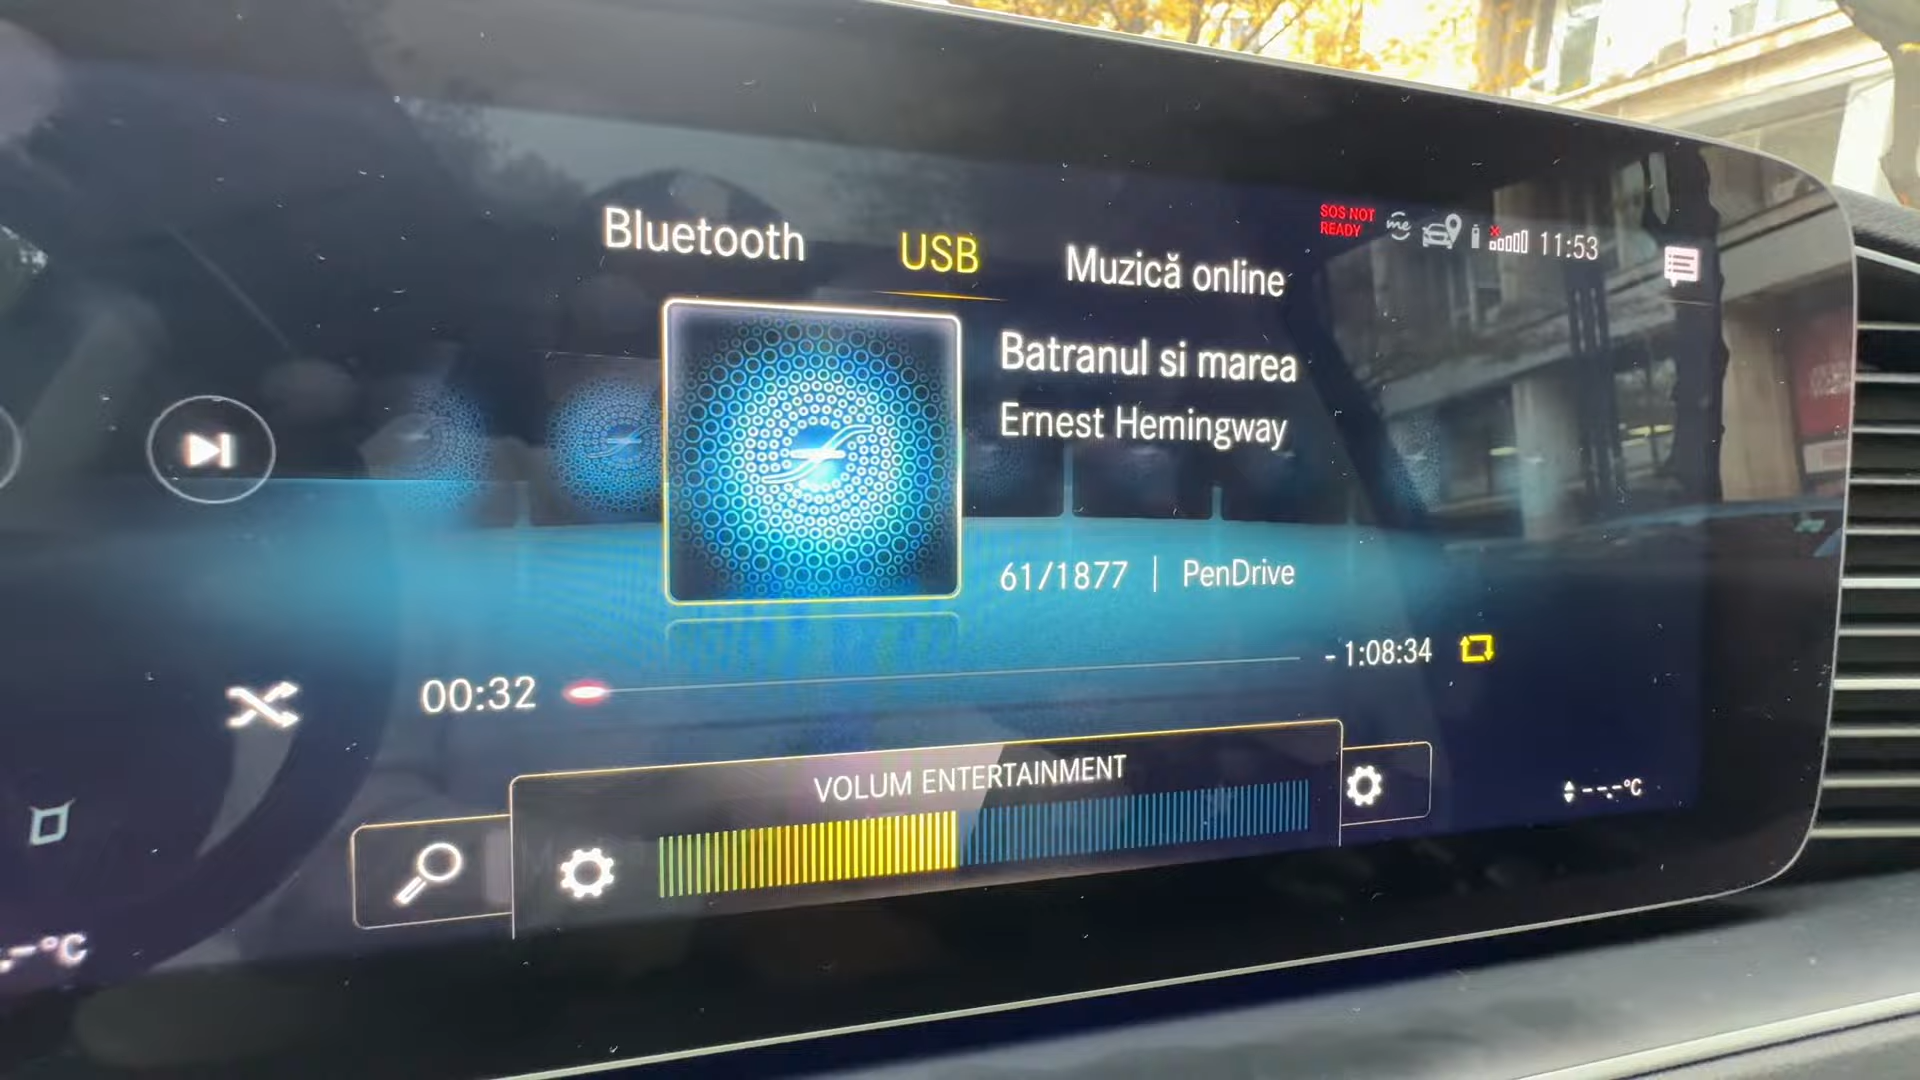 Bluetooth
USB
Muzică online
SOS NOT
READY
me
11:53
Batranul si marea
Ernest Hemingway
61/1877 | PenDrive
00:32
- 1:08:34
VOLUM ENTERTAINMENT
--.-°C
.-°C